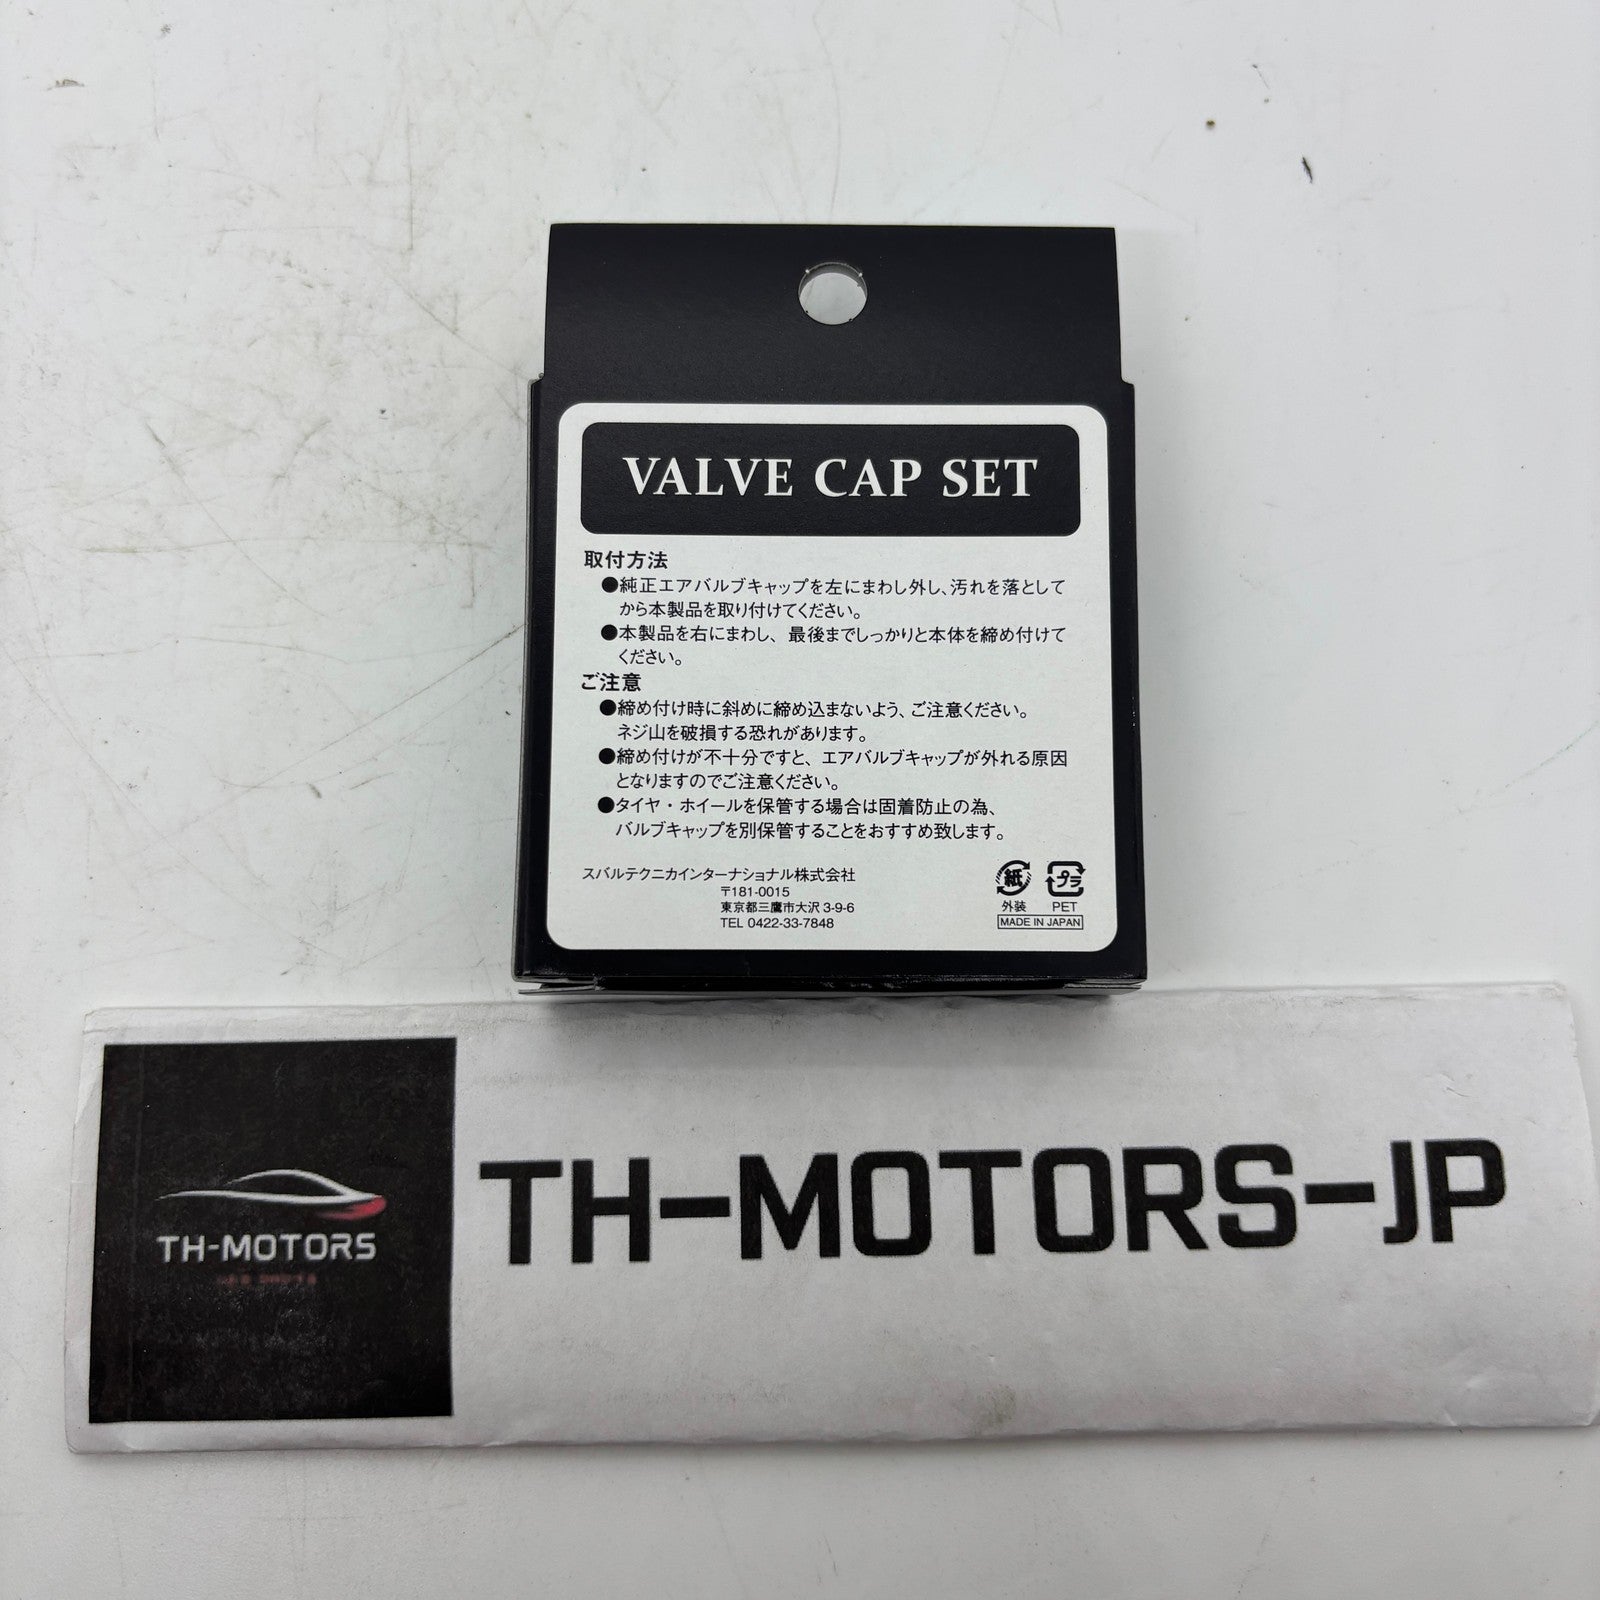 VALVE CAP SET
取付方法
●純正エアバルブキャップを左にまわし外し、汚れを落として
から本製品を取り付けてください。
●本製品を右にまわし、最後までしっかりと本体を締め付けて
ください。
ご注意
●締め付け時に斜めに締め込まないよう、ご注意ください。
ネジ山を破損する恐れがあります。
●締め付けが不十分ですと、エアバルブキャップが外れる原因
となりますのでご注意ください。
●タイヤ・ホイールを保管する場合は固着防止の為、
バルブキャップを別保管することをおすすめ致します。
スバルテクニカインターナショナル株式会社
〒181-0015
東京都三鷹市大沢 3-9-6
TEL 0422-33-7848
紙 プラ
外装 PET
MADE IN JAPAN
TH-MOTORS-JP
TH-MOTORS